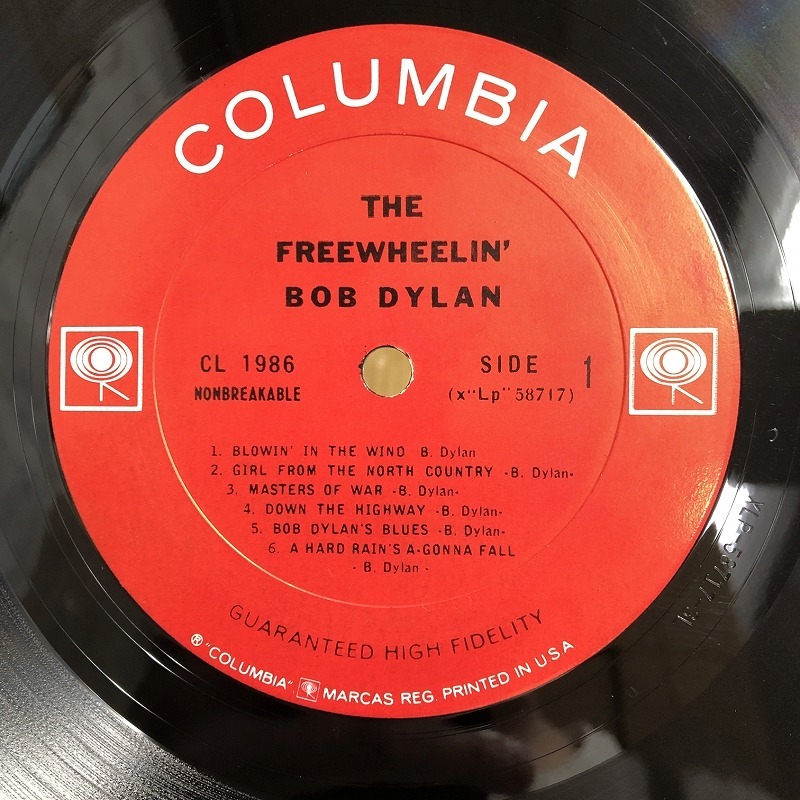 COLUMBIA
THE
FREEWHEELIN'
BOB DYLAN
CL 1986
NONBREAKABLE
SIDE 1
(x"Lp" 58717)
1. BLOWIN' IN THE WIND B. Dylan
2. GIRL FROM THE NORTH COUNTRY -B. Dylan-
3. MASTERS OF WAR -B. Dylan-
4. DOWN THE HIGHWAY -B. Dylan-
5. BOB DYLAN'S BLUES -B. Dylan-
6. A HARD RAIN'S A-GONNA FALL
- B. Dylan -
GUARANTEED HIGH FIDELITY
® "COLUMBIA" MARCAS REG. PRINTED IN U.S.A.